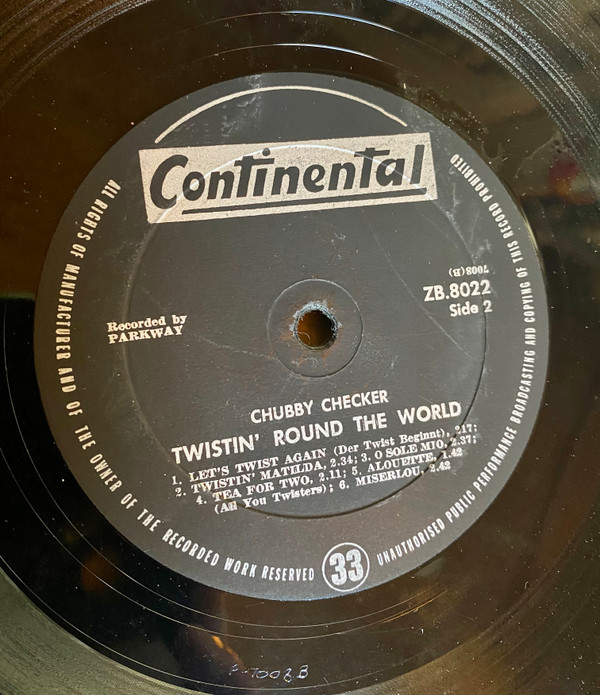 Continental
ALL RIGHTS OF MANUFACTURER AND OF THE OWNER OF THE RECORDED WORK RESERVED
UNAUTHORISED PUBLIC PERFORMANCE BROADCASTING AND COPYING OF THIS RECORD PROHIBITED
7008(B)
ZB.8022
Side 2
Recorded by
PARKWAY
CHUBBY CHECKER
TWISTIN' ROUND THE WORLD
1. LET'S TWIST AGAIN (Der Twist Beginnt), 217;
2. TWISTIN' MATILDA, 2.34; 3. O SOLE MIO, 2.37;
4. TEA FOR TWO, 2.11; 5. ALOUETTE, 2.42
(All You Twisters); 6. MISERLOU, 2.42
33
P-7008B